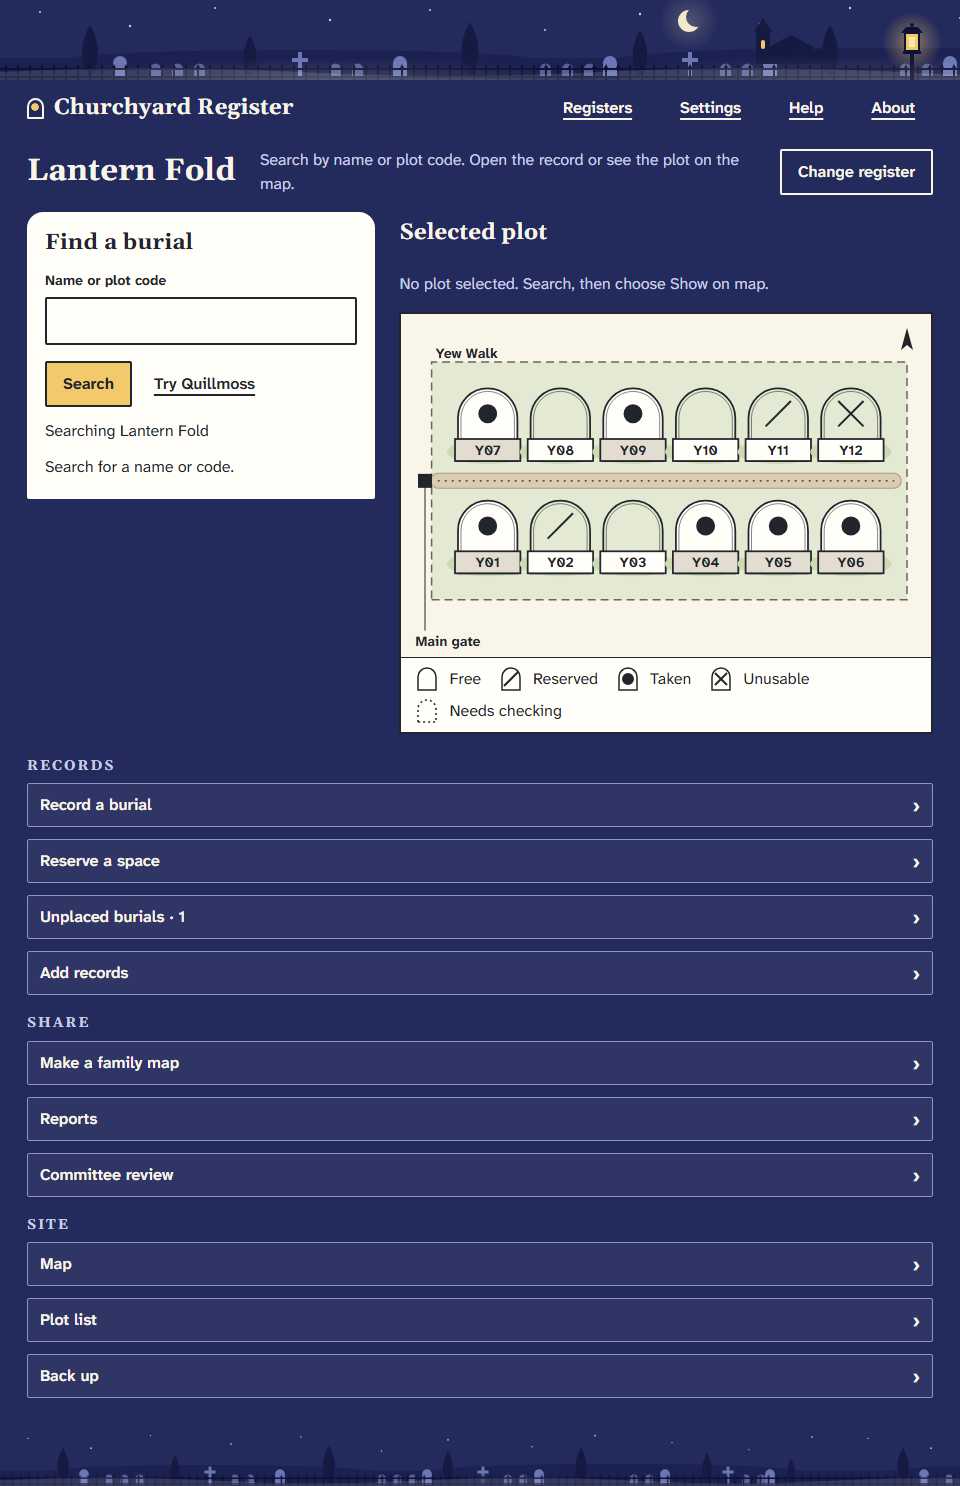 Churchyard Register
Registers
Settings
Help
About
Lantern Fold
Search by name or plot code. Open the record or see the plot on the
map.
Change register
Find a burial
Name or plot code
Search
Try Quillmoss
Searching Lantern Fold
Search for a name or code.
Selected plot
No plot selected. Search, then choose Show on map.
Yew Walk
Y07
Y08
Y09
Y10
Y11
Y12
Y01
Y02
Y03
Y04
Y05
Y06
Main gate
Free
Reserved
Taken
Unusable
Needs checking
RECORDS
Record a burial
Reserve a space
Unplaced burials · 1
Add records
SHARE
Make a family map
Reports
Committee review
SITE
Map
Plot list
Back up